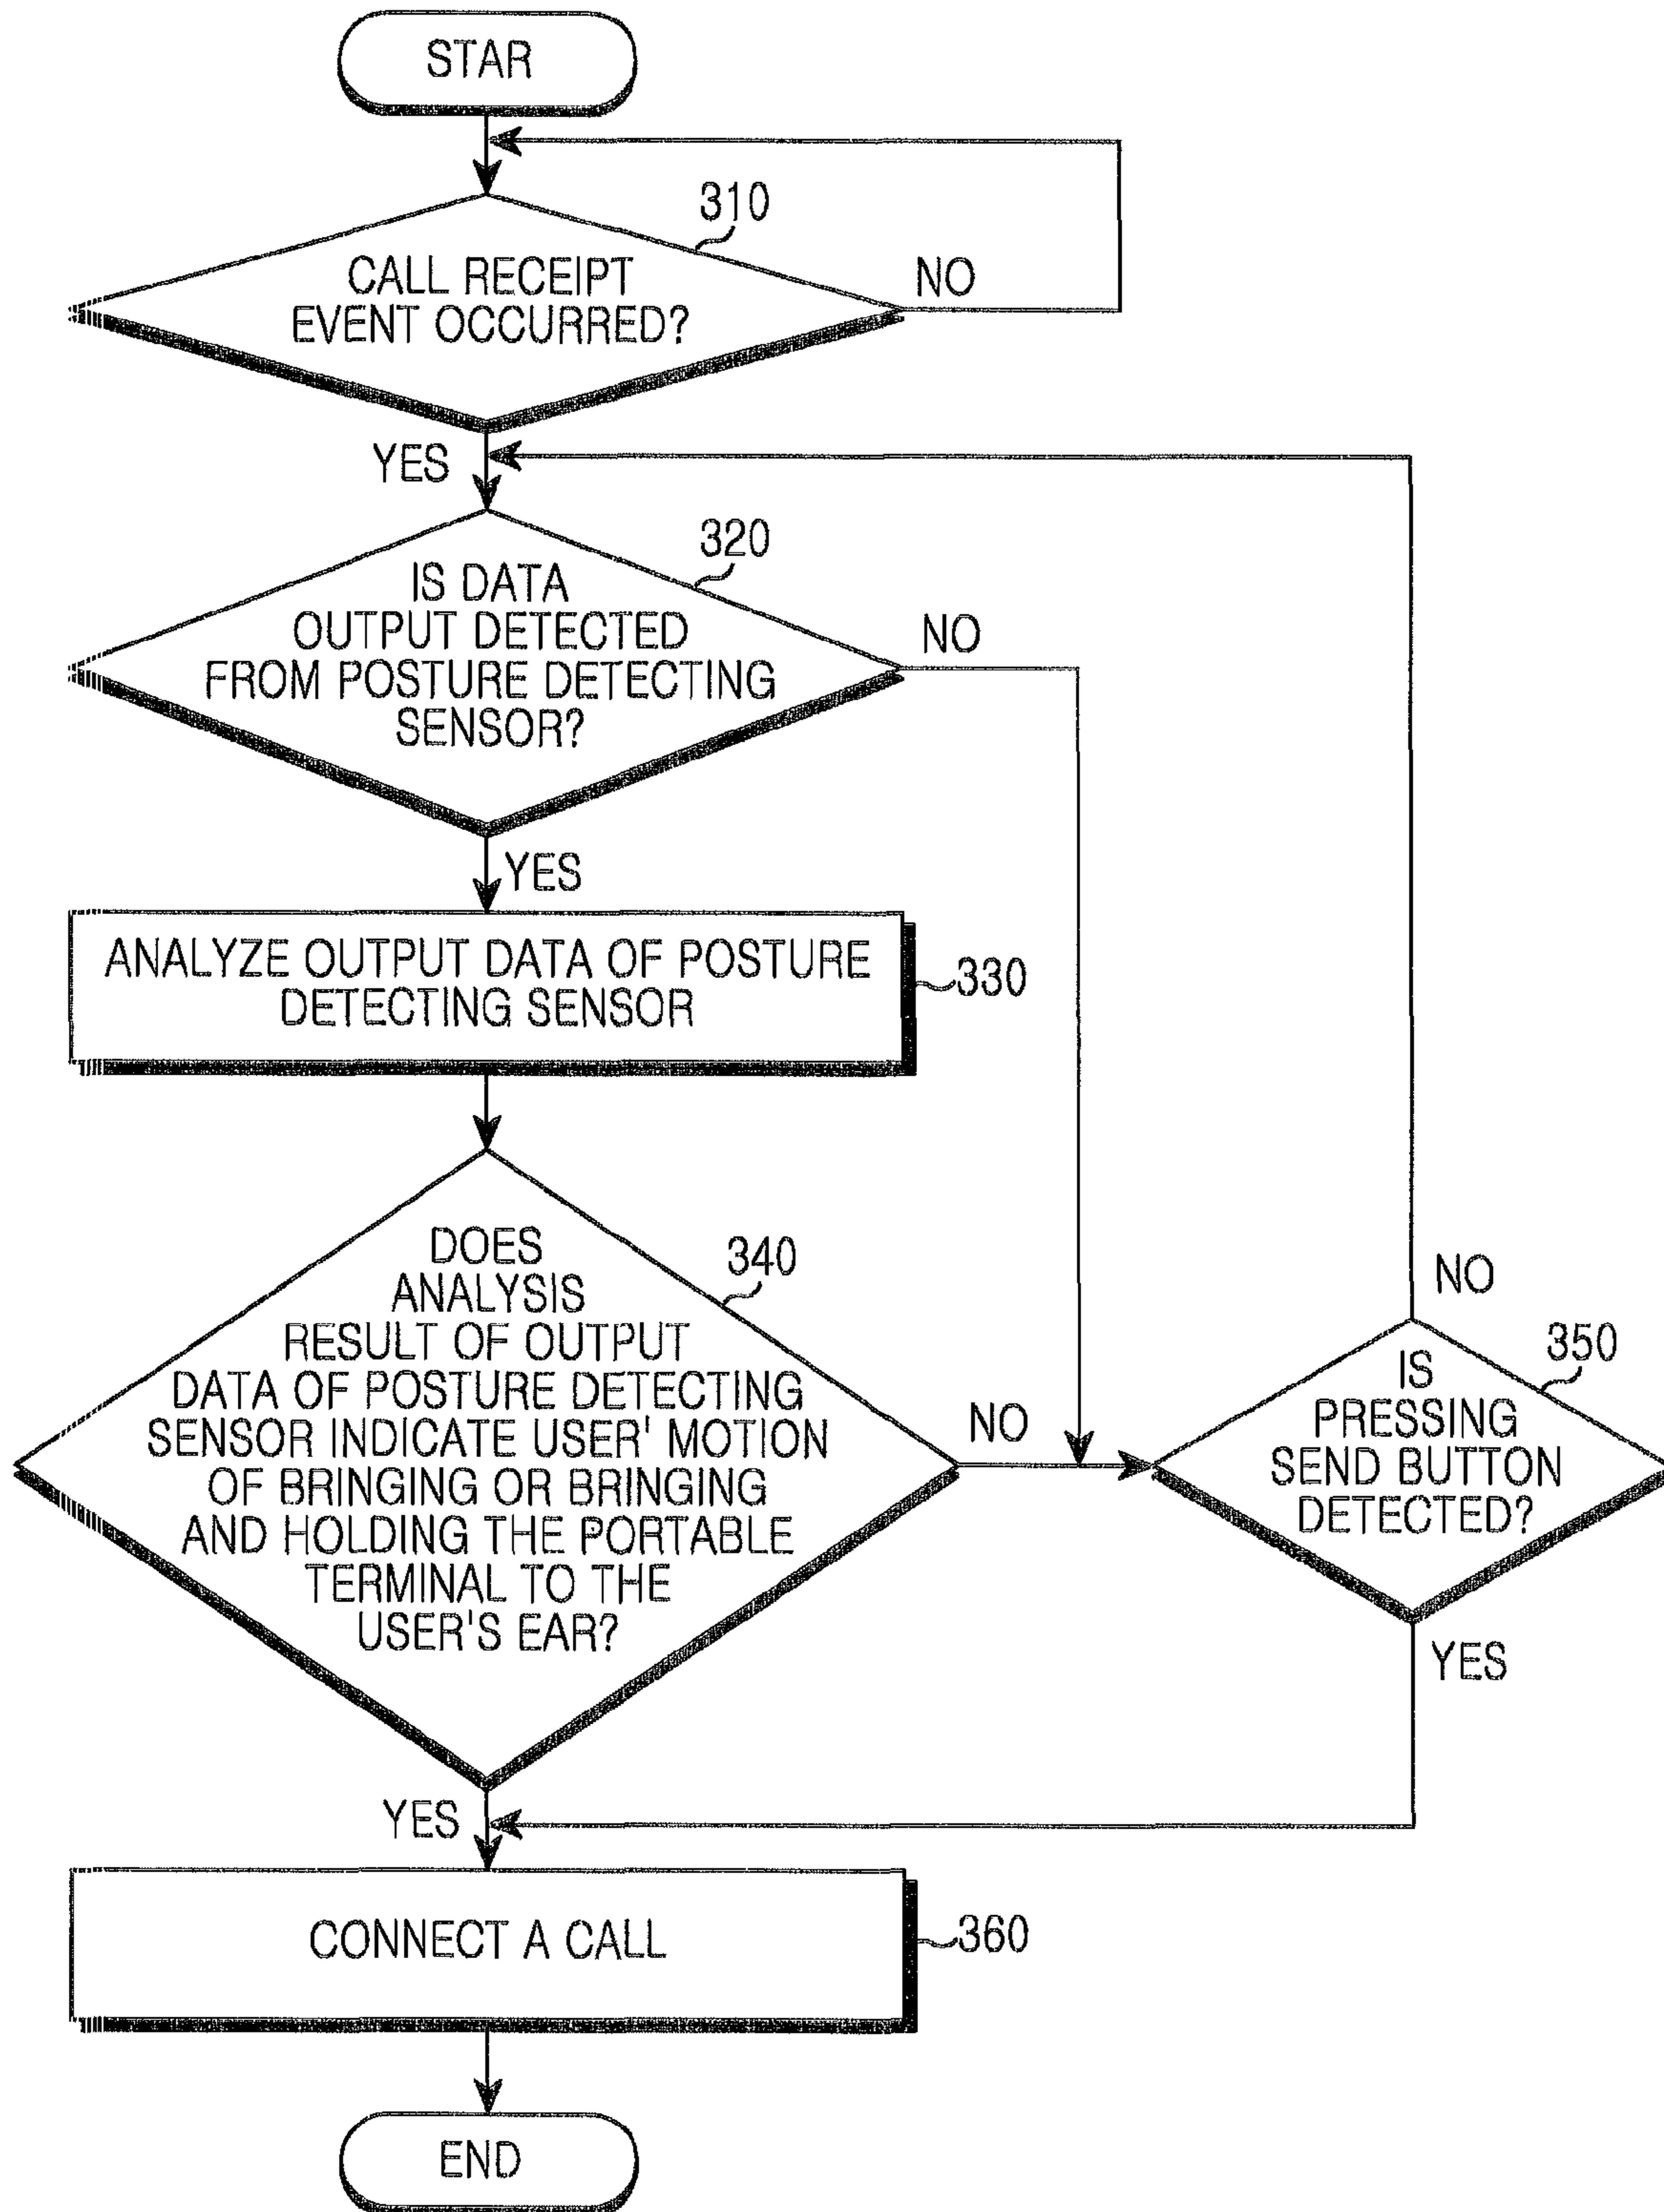 STAR
310
CALL RECEIPT
EVENT OCCURRED?
NO
YES
320
IS DATA
OUTPUT DETECTED
FROM POSTURE DETECTING
SENSOR?
NO
YES
ANALYZE OUTPUT DATA OF POSTURE
DETECTING SENSOR
330
DOES
ANALYSIS
RESULT OF OUTPUT
DATA OF POSTURE DETECTING
SENSOR INDICATE USER' MOTION
OF BRINGING OR BRINGING
AND HOLDING THE PORTABLE
TERMINAL TO THE
USER'S EAR?
340
NO
YES
NO
350
IS
PRESSING
SEND BUTTON
DETECTED?
YES
CONNECT A CALL
360
END